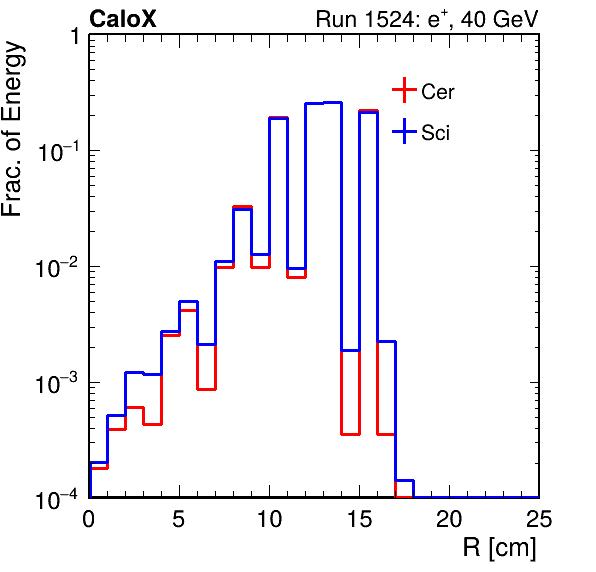 CaloX Run 1524: e⁺, 40 GeV
Frac. of Energy
1
10⁻¹
10⁻²
10⁻³
10⁻⁴
Cer
Sci
0 5 10 15 20 25
R [cm]